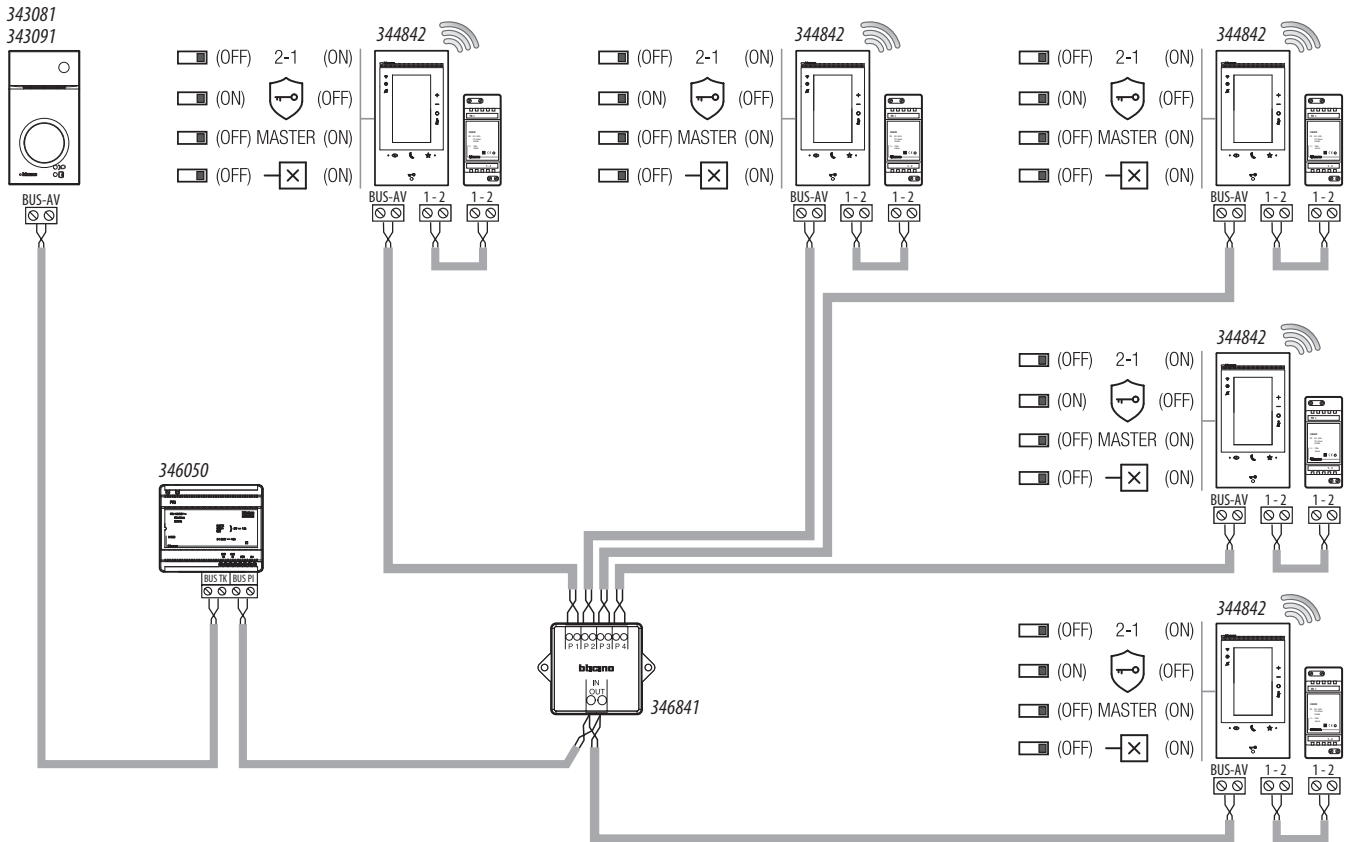 343081
343091
BUS-AV
344842
(OFF) 2-1 (ON)
(ON) (OFF)
(OFF) MASTER (ON)
(OFF) (ON)
BUS-AV 1 - 2 1 - 2
344842
(OFF) 2-1 (ON)
(ON) (OFF)
(OFF) MASTER (ON)
(OFF) (ON)
BUS-AV 1 - 2 1 - 2
344842
(OFF) 2-1 (ON)
(ON) (OFF)
(OFF) MASTER (ON)
(OFF) (ON)
BUS-AV 1 - 2 1 - 2
344842
(OFF) 2-1 (ON)
(ON) (OFF)
(OFF) MASTER (ON)
(OFF) (ON)
BUS-AV 1 - 2 1 - 2
346050
BUS TK BUS PI
P 1 P 2 P 3 P 4
bticino
IN
OUT
346841
344842
(OFF) 2-1 (ON)
(ON) (OFF)
(OFF) MASTER (ON)
(OFF) (ON)
BUS-AV 1 - 2 1 - 2